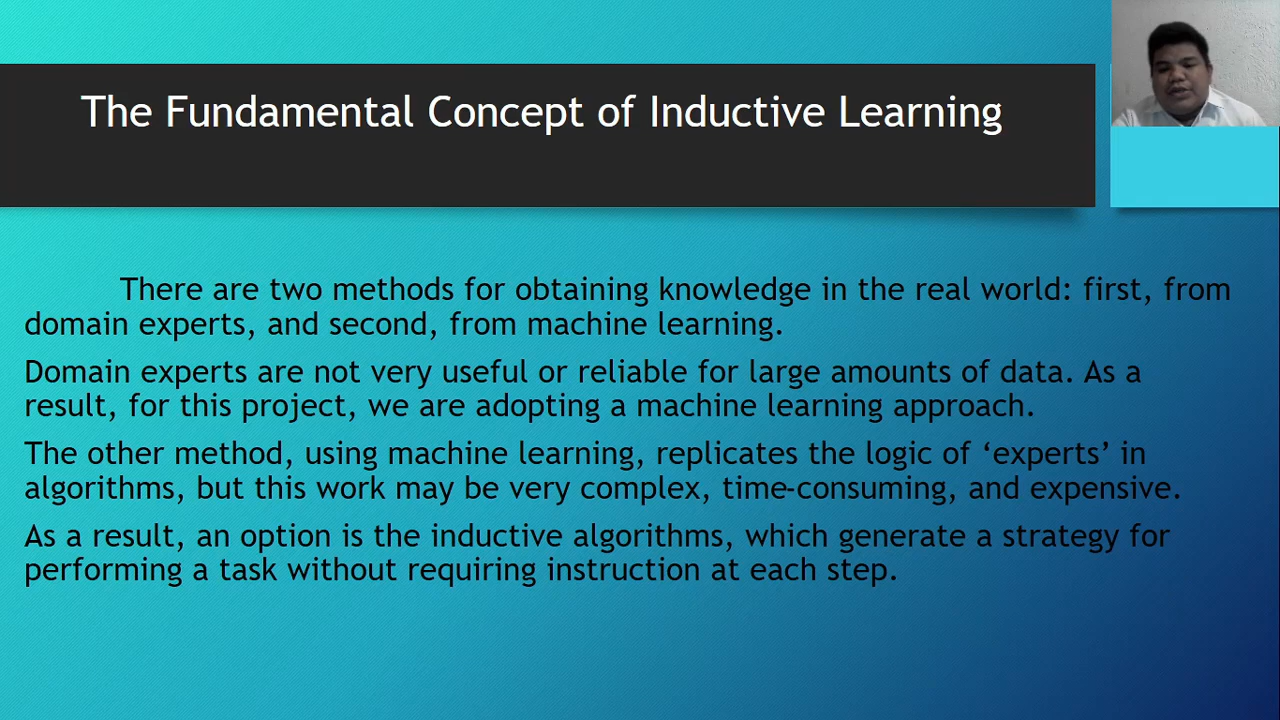 The Fundamental Concept of Inductive Learning
There are two methods for obtaining knowledge in the real world: first, from
domain experts, and second, from machine learning.
Domain experts are not very useful or reliable for large amounts of data. As a
result, for this project, we are adopting a machine learning approach.
The other method, using machine learning, replicates the logic of ‘experts’ in
algorithms, but this work may be very complex, time-consuming, and expensive.
As a result, an option is the inductive algorithms, which generate a strategy for
performing a task without requiring instruction at each step.